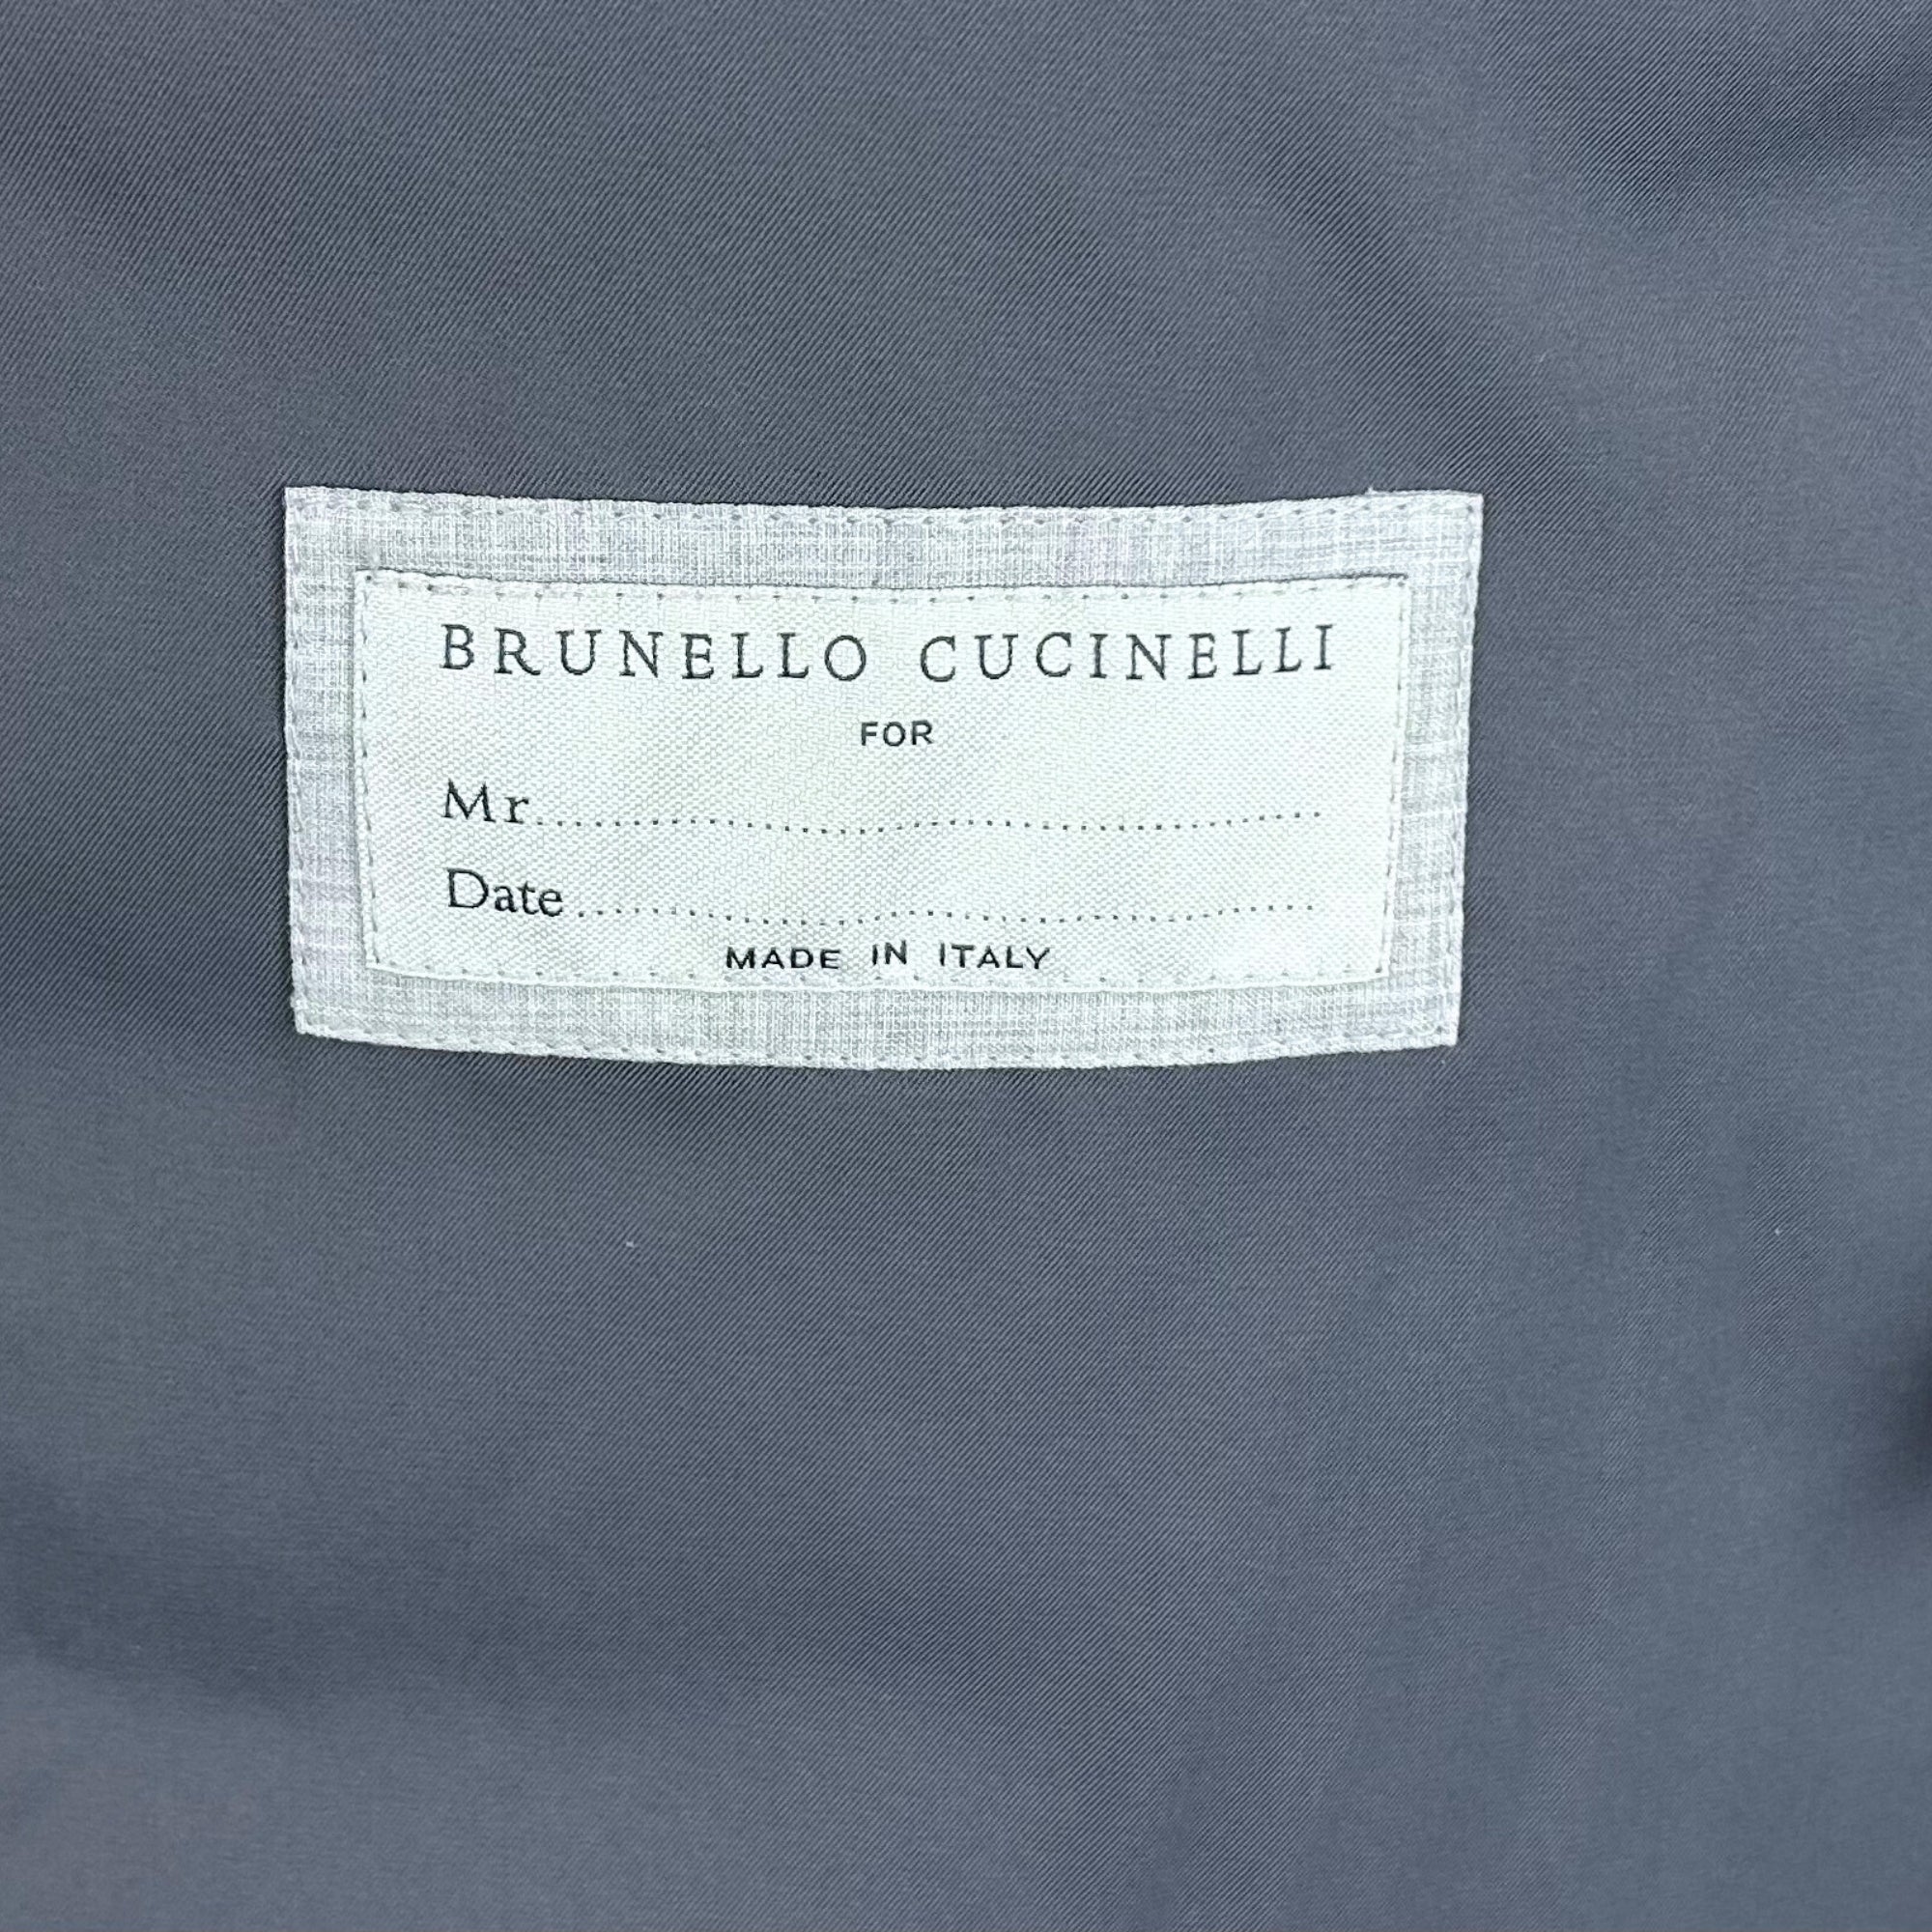 BRUNELLO CUCINELLI
FOR
Mr....................................................
Date..................................................
MADE IN ITALY